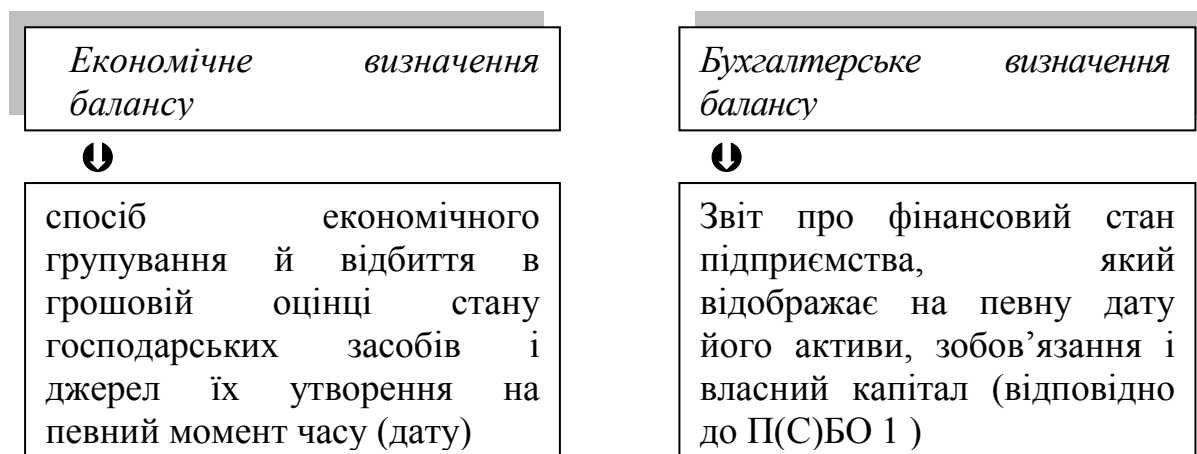 Економічне визначення
балансу
спосіб економічного
групування й відбиття в
грошовій оцінці стану
господарських засобів і
джерел їх утворення на
певний момент часу (дату)
Бухгалтерське визначення
балансу
Звіт про фінансовий стан
підприємства, який
відображає на певну дату
його активи, зобов’язання і
власний капітал (відповідно
до П(С)БО 1 )